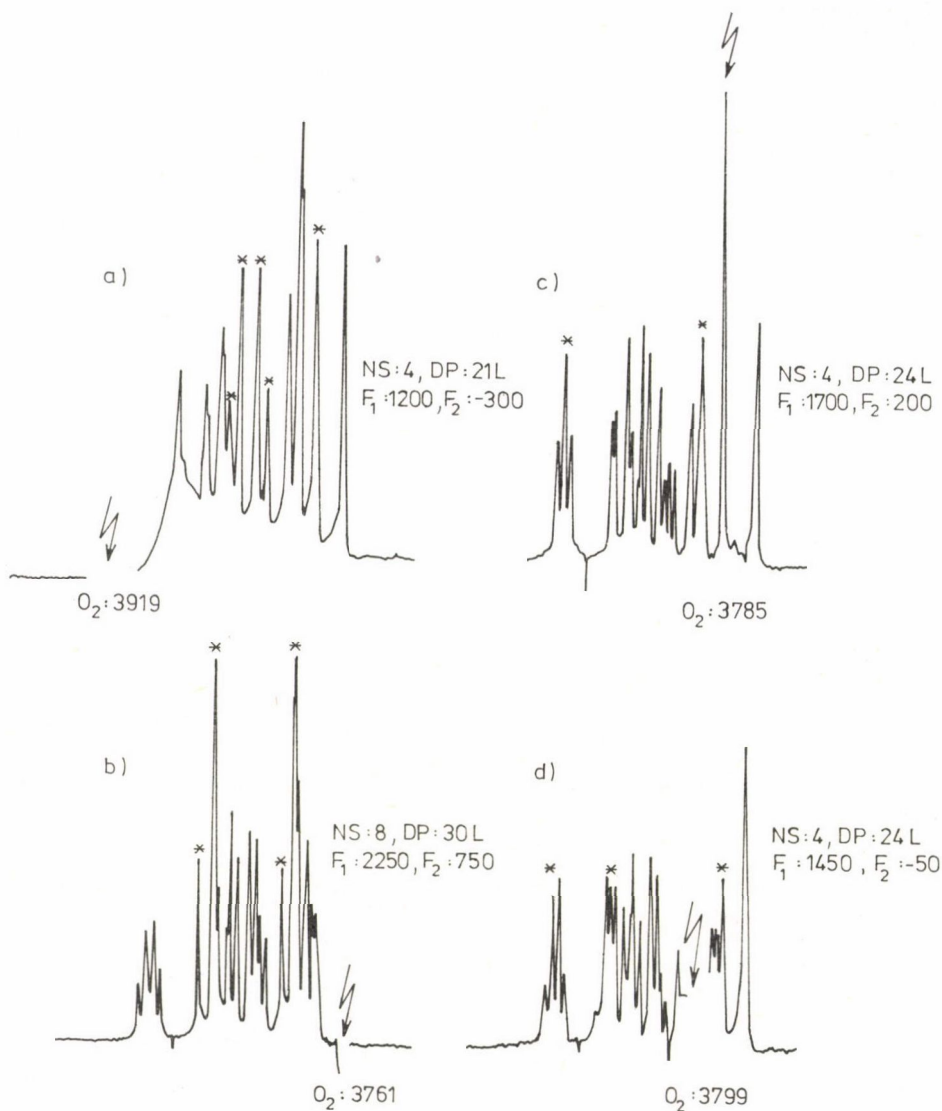 a)
NS:4, DP:21L
F₁:1200, F₂:-300
O₂:3919
c)
NS:4, DP:24L
F₁:1700, F₂:200
O₂:3785
b)
NS:8, DP:30L
F₁:2250, F₂:750
O₂:3761
d)
NS:4, DP:24L
F₁:1450, F₂:-50
O₂:3799